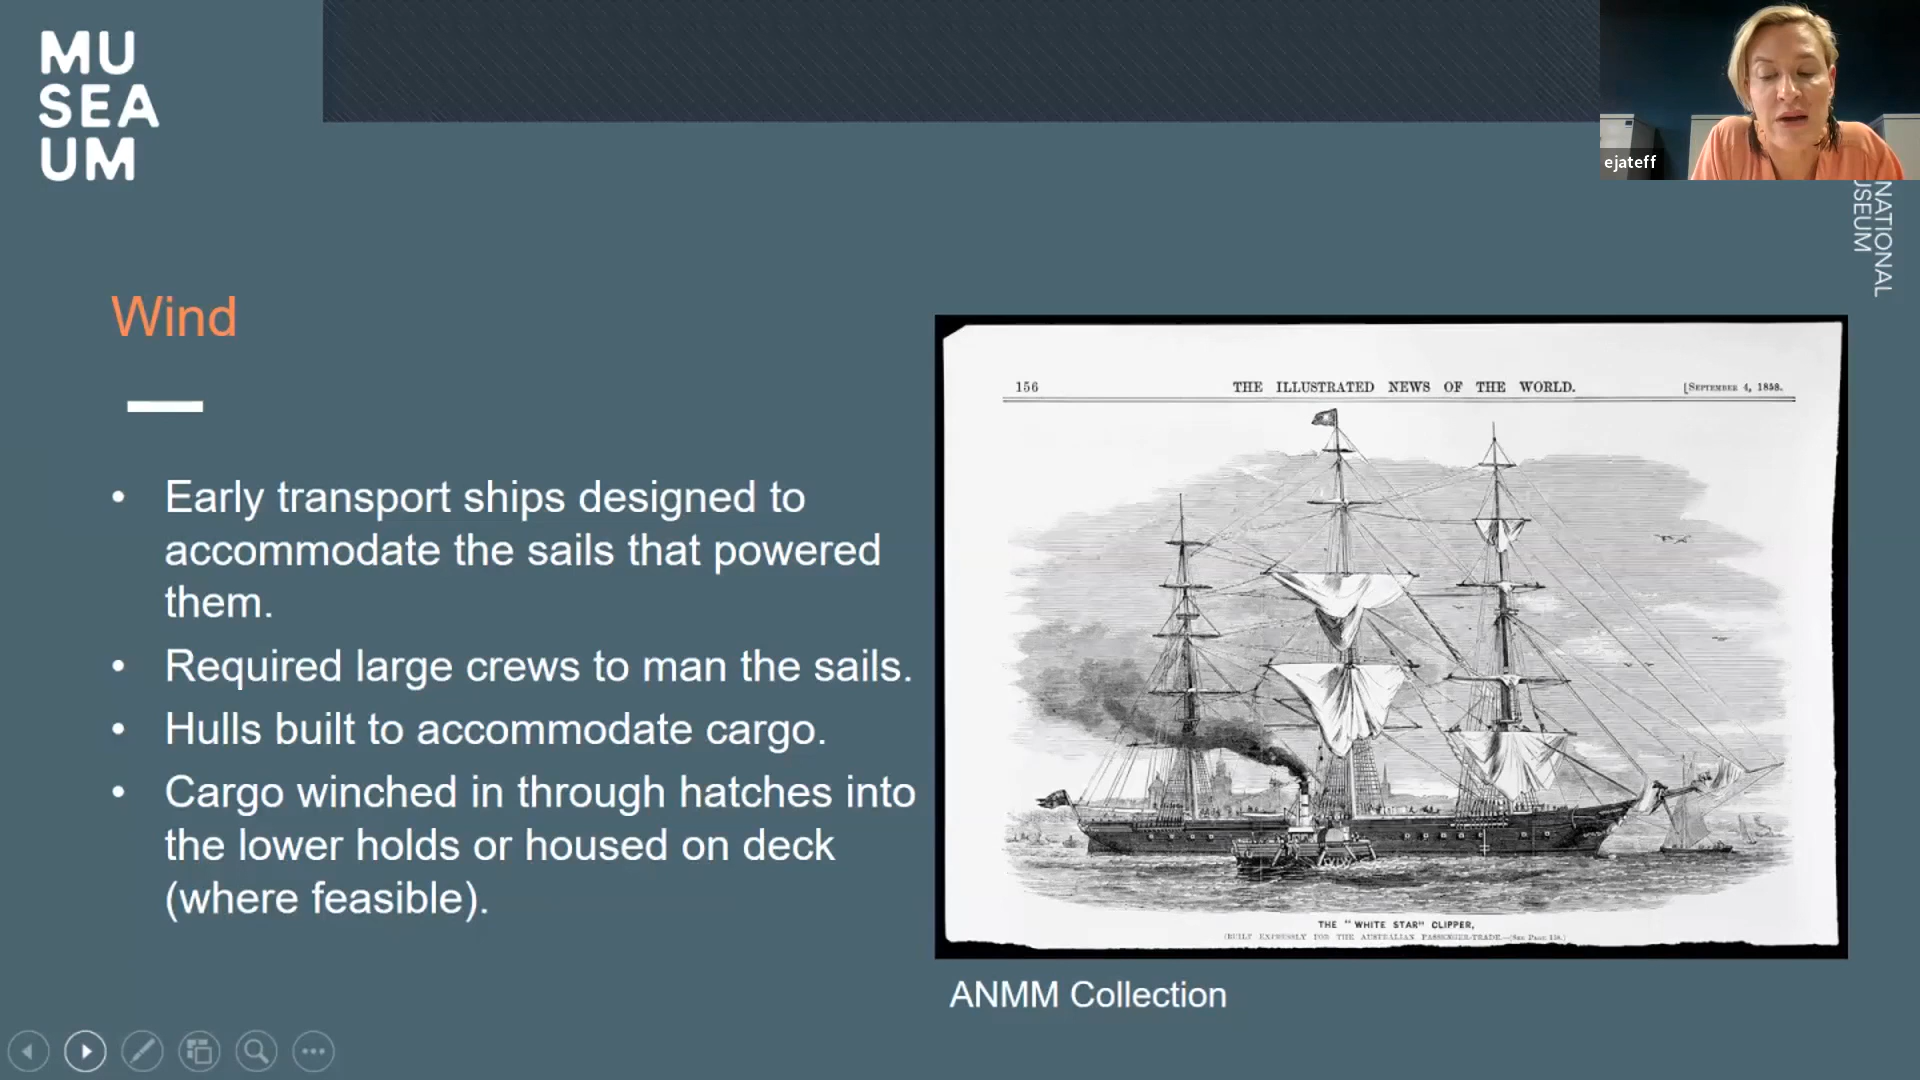 MU
SEA
UM
ejateff
NATIONAL
USEUM
Wind
• Early transport ships designed to
accommodate the sails that powered
them.
• Required large crews to man the sails.
• Hulls built to accommodate cargo.
• Cargo winched in through hatches into
the lower holds or housed on deck
(where feasible).
156 THE ILLUSTRATED NEWS OF THE WORLD. [SEPTEMBER 4, 1858.
THE "WHITE STAR" CLIPPER,
(BUILT EXPRESSLY FOR THE AUSTRALIAN PASSENGER-TRADE.—(SEE PAGE 158.)
ANMM Collection